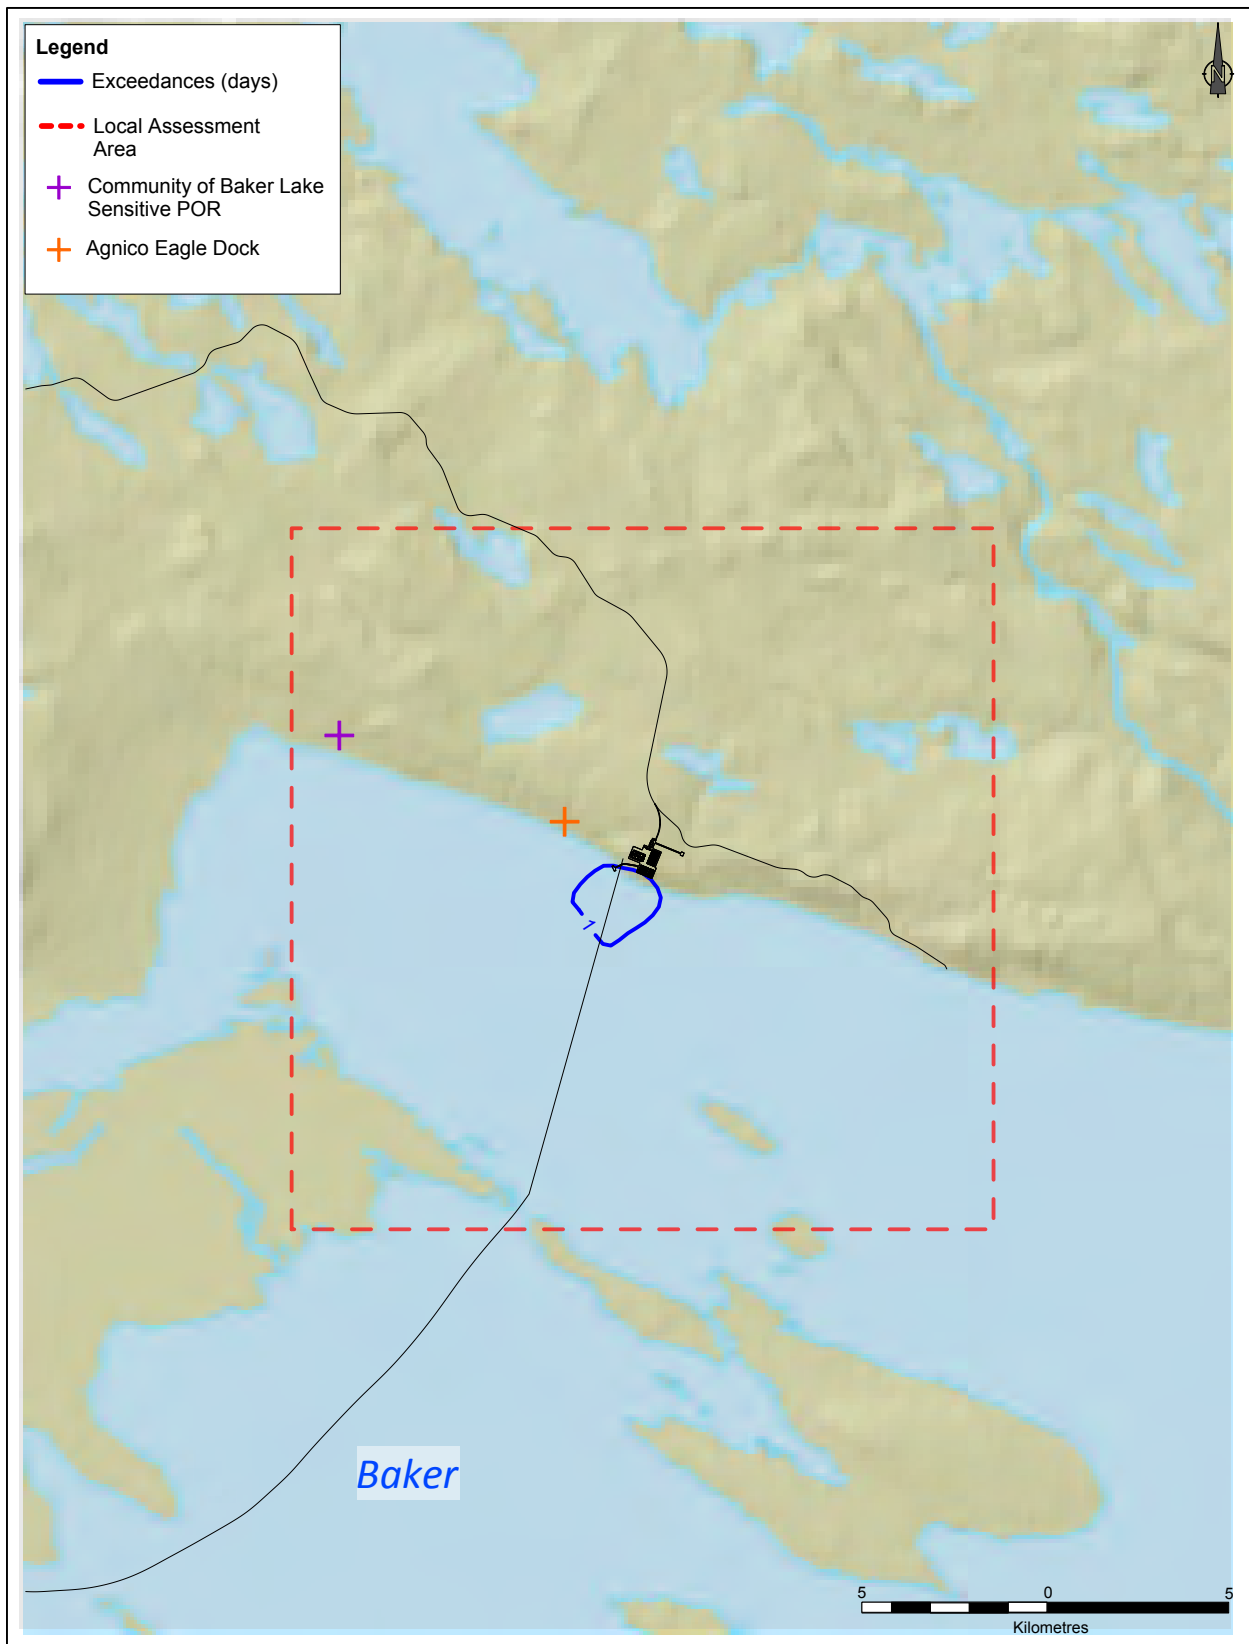 Legend
Exceedances (days)
Local Assessment
Area
Community of Baker Lake
Sensitive POR
Agnico Eagle Dock
N
1
Baker
5 0 5
Kilometres